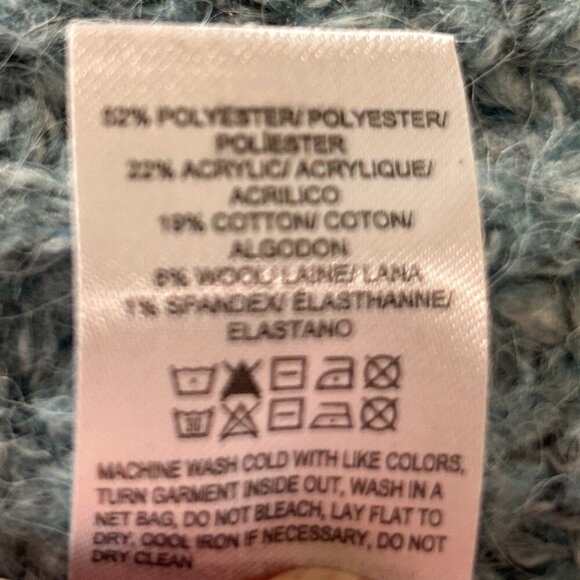 52% POLYESTER/ POLYESTER/
POLIESTER
22% ACRYLIC/ ACRYLIQUE/
ACRILICO
19% COTTON/ COTON/
ALGODON
6% WOOL/ LAINE/ LANA
1% SPANDEX/ ÉLASTHANNE/
ELASTANO
30
MACHINE WASH COLD WITH LIKE COLORS,
TURN GARMENT INSIDE OUT, WASH IN A
NET BAG, DO NOT BLEACH, LAY FLAT TO
DRY, COOL IRON IF NECESSARY, DO NOT
DRY CLEAN